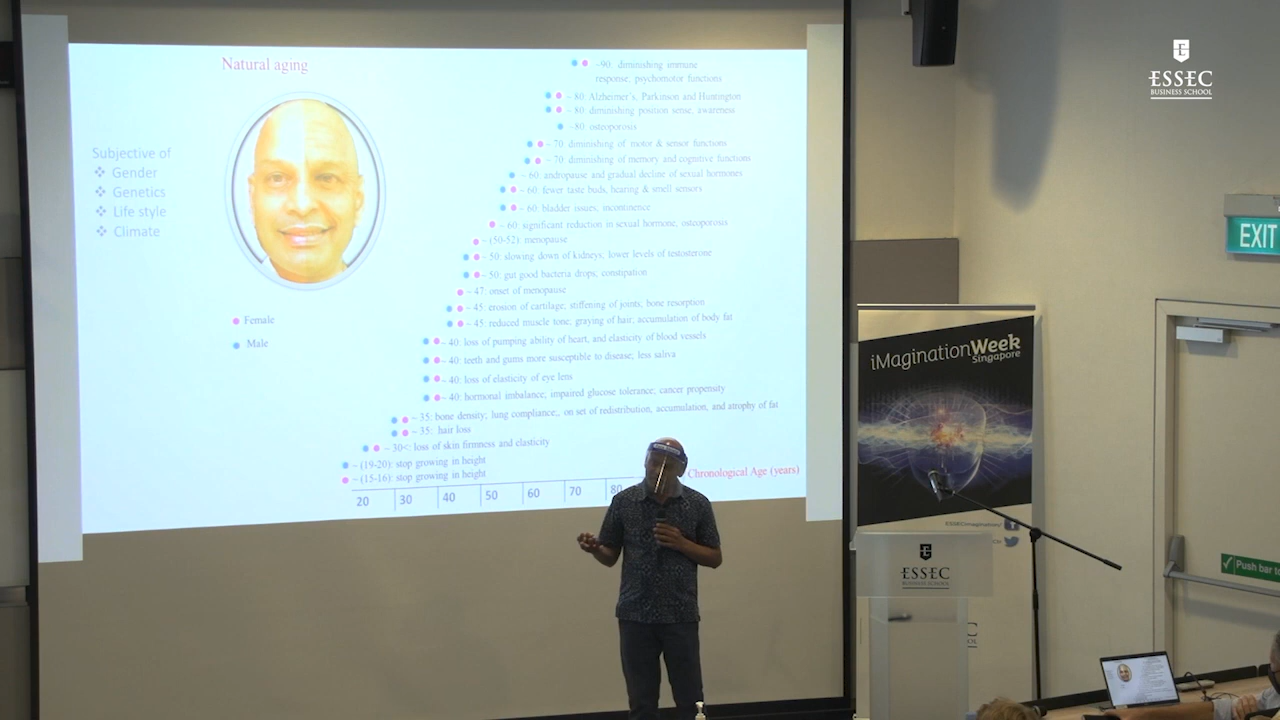 Natural aging
Subjective of
❖ Gender
❖ Genetics
❖ Life style
❖ Climate
Female
Male
~90: diminishing immune
response, psychomotor functions
~ 80: Alzheimer's, Parkinson and Huntington
~ 80: diminishing position sense, awareness
~80: osteoporosis
~ 70 diminishing of motor & sensor functions
~ 70 diminishing of memory and cognitive functions
~ 60: andropause and gradual decline of sexual hormones
~ 60: fewer taste buds, hearing & smell sensors
~ 60: bladder issues, incontinence
~ 60: significant reduction in sexual hormone, osteoporosis
~ (50-52): menopause
~ 50: slowing down of kidneys; lower levels of testosterone
~ 50: gut good bacteria drops; constipation
~ 47: onset of menopause
~ 45: erosion of cartilage, stiffening of joints, bone resorption
~ 45: reduced muscle tone, graying of hair, accumulation of body fat
~ 40: loss of pumping ability of heart, and elasticity of blood vessels
~ 40: teeth and gums more susceptible to disease; less saliva
~ 40: loss of elasticity of eye lens
~ 40: hormonal imbalance, impaired glucose tolerance, cancer propensity
~ 35: bone density; lung compliance,, on set of redistribution, accumulation, and atrophy of fat
~ 35: hair loss
~ 30<: loss of skin firmness and elasticity
~ (19-20): stop growing in height
~ (15-16): stop growing in height
20 30 40 50 60 70 80
Chronological Age (years)
ESSEC
BUSINESS SCHOOL
EXIT
iMaginationWeek
Singapore
ESSECimagination/
ESSEC
BUSINESS SCHOOL
Push bar to